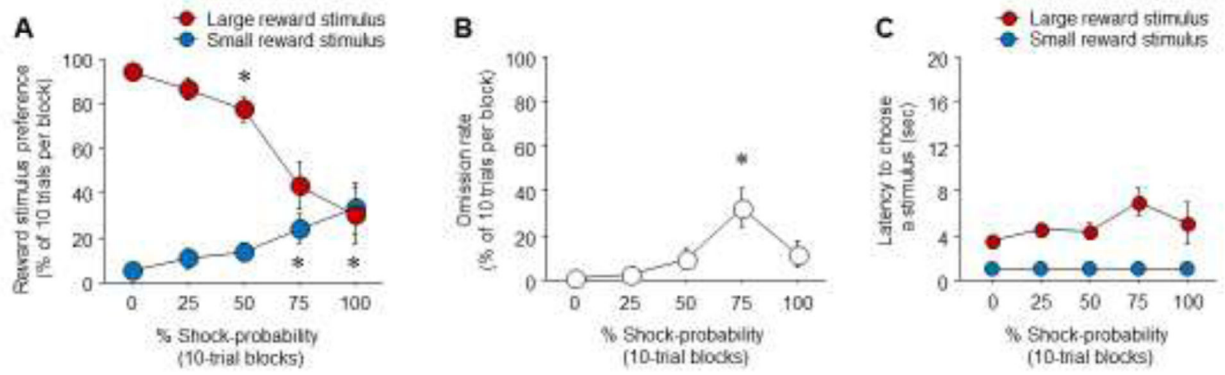 A
Large reward stimulus
Small reward stimulus
Reward stimulus preference
(% of 10 trials per block)
100
80
60
40
20
0
*
*
*
0 25 50 75 100
% Shock-probability
(10-trial blocks)
B
Omission rate
(% of 10 trials per block)
100
80
60
40
20
0
*
0 25 50 75 100
% Shock-probability
(10-trial blocks)
C
Large reward stimulus
Small reward stimulus
Latency to choose
a stimulus (sec)
20
16
12
8
4
0
0 25 50 75 100
% Shock-probability
(10-trial blocks)